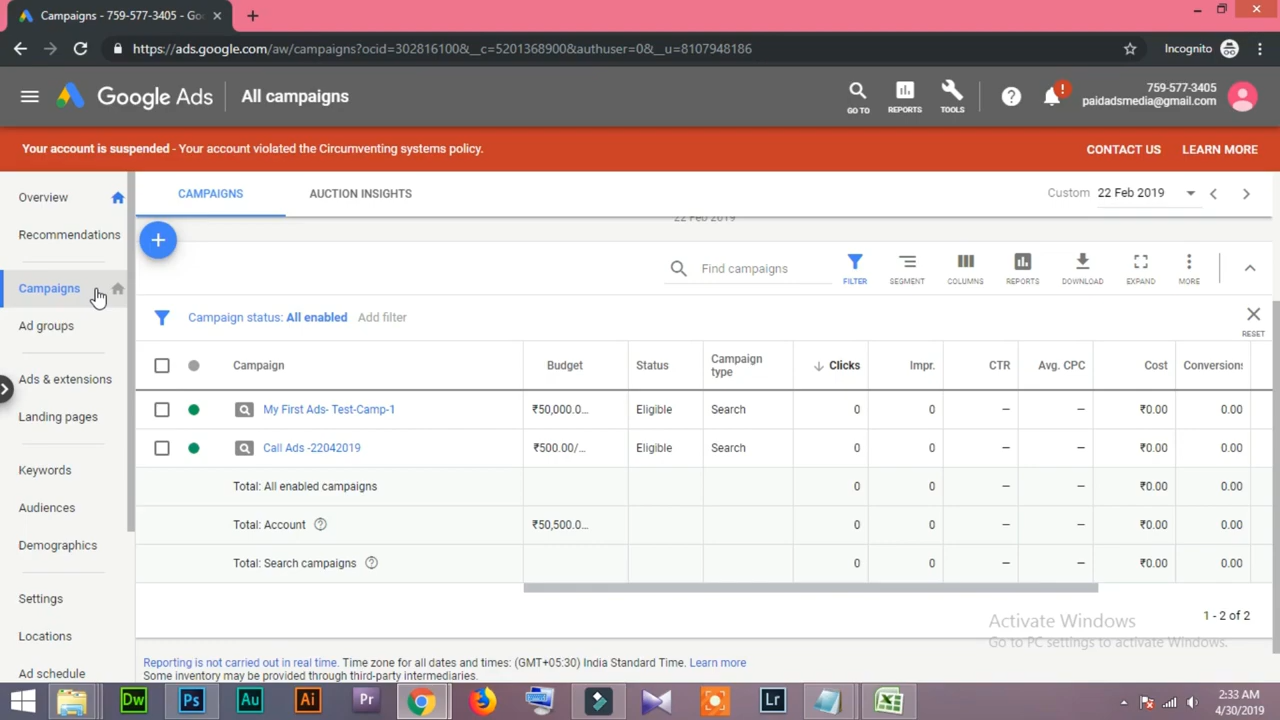 Campaigns - 759-577-3405 - Go
https://ads.google.com/aw/campaigns?ocid=302816100&__c=5201368900&authuser=0&__u=8107948186
Incognito
Google Ads
All campaigns
GO TO
REPORTS
TOOLS
759-577-3405
paidadsmedia@gmail.com
Your account is suspended - Your account violated the Circumventing systems policy.
CONTACT US
LEARN MORE
Overview
Recommendations
Campaigns
Ad groups
Ads & extensions
Landing pages
Keywords
Audiences
Demographics
Settings
Locations
Ad schedule
CAMPAIGNS
AUCTION INSIGHTS
Custom 22 Feb 2019
22 Feb 2019
Find campaigns
FILTER
SEGMENT
COLUMNS
REPORTS
DOWNLOAD
EXPAND
MORE
Campaign status: All enabled Add filter
RESET
Campaign Budget Status Campaign type Clicks Impr. CTR Avg. CPC Cost Conversions
My First Ads- Test-Camp-1 ₹50,000.0... Eligible Search 0 0 – – ₹0.00 0.00
Call Ads -22042019 ₹500.00/... Eligible Search 0 0 – – ₹0.00 0.00
Total: All enabled campaigns 0 0 – – ₹0.00 0.00
Total: Account ₹50,500.0... 0 0 – – ₹0.00 0.00
Total: Search campaigns 0 0 – – ₹0.00 0.00
1 - 2 of 2
Activate Windows
Go to PC settings to activate Windows.
Reporting is not carried out in real time. Time zone for all dates and times: (GMT+05:30) India Standard Time. Learn more
Some inventory may be provided through third-party intermediaries.
Dw
Ps
Au
Ai
Pr
Lr
2:33 AM
4/30/2019